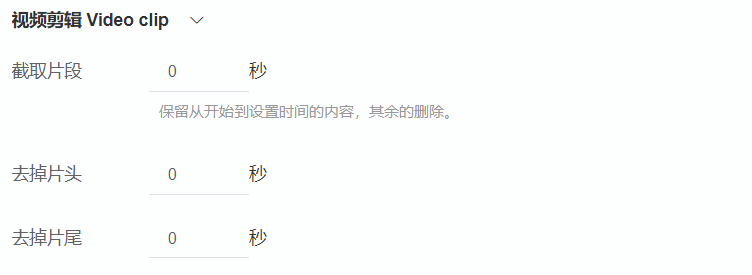 视频剪辑 Video clip
截取片段 0 秒
保留从开始到设置时间的内容，其余的删除。
去掉片头 0 秒
去掉片尾 0 秒